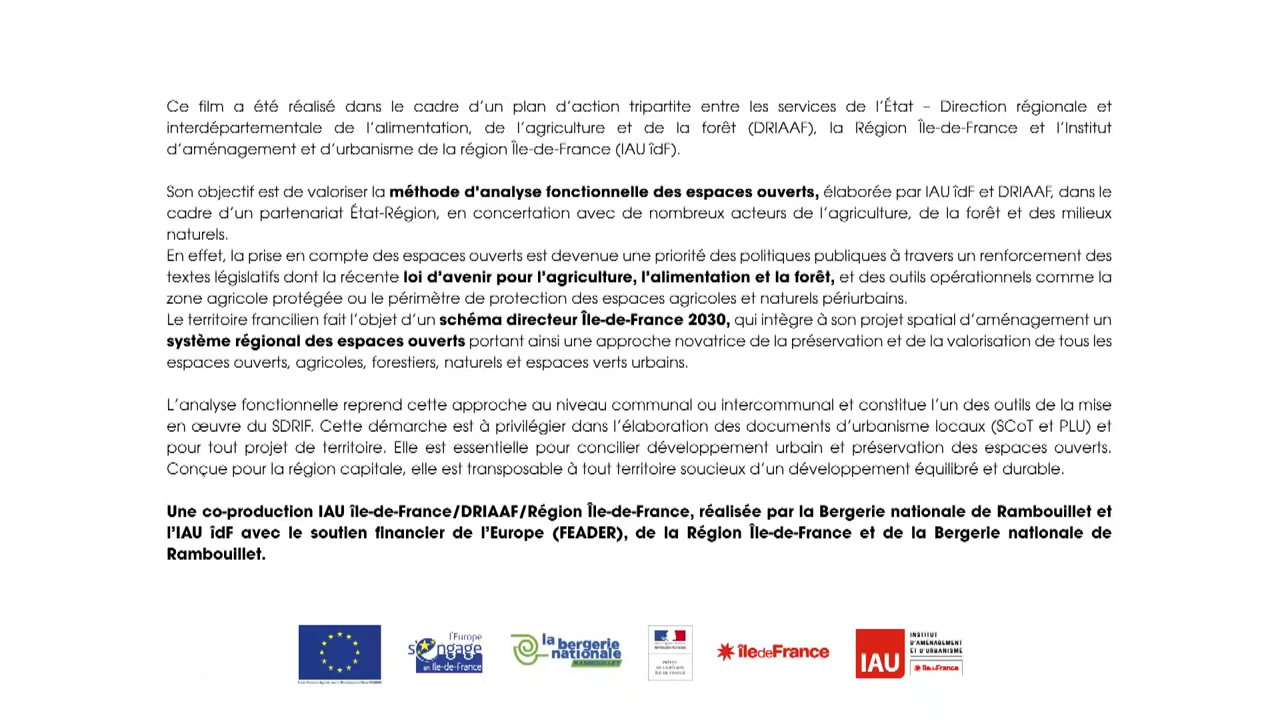 Ce film a été réalisé dans le cadre d'un plan d'action tripartite entre les services de l'État – Direction régionale et
interdépartementale de l'alimentation, de l'agriculture et de la forêt (DRIAAF), la Région Île-de-France et l'Institut
d'aménagement et d'urbanisme de la région Île-de-France (IAU îdF).
Son objectif est de valoriser la méthode d'analyse fonctionnelle des espaces ouverts, élaborée par IAU îdF et DRIAAF, dans le
cadre d'un partenariat État-Région, en concertation avec de nombreux acteurs de l'agriculture, de la forêt et des milieux
naturels.
En effet, la prise en compte des espaces ouverts est devenue une priorité des politiques publiques à travers un renforcement des
textes législatifs dont la récente loi d'avenir pour l'agriculture, l'alimentation et la forêt, et des outils opérationnels comme la
zone agricole protégée ou le périmètre de protection des espaces agricoles et naturels périurbains.
Le territoire francilien fait l'objet d'un schéma directeur Île-de-France 2030, qui intègre à son projet spatial d'aménagement un
système régional des espaces ouverts portant ainsi une approche novatrice de la préservation et de la valorisation de tous les
espaces ouverts, agricoles, forestiers, naturels et espaces verts urbains.
L'analyse fonctionnelle reprend cette approche au niveau communal ou intercommunal et constitue l'un des outils de la mise
en œuvre du SDRIF. Cette démarche est à privilégier dans l'élaboration des documents d'urbanisme locaux (SCoT et PLU) et
pour tout projet de territoire. Elle est essentielle pour concilier développement urbain et préservation des espaces ouverts.
Conçue pour la région capitale, elle est transposable à tout territoire soucieux d'un développement équilibré et durable.
Une co-production IAU île-de-France/DRIAAF/Région Île-de-France, réalisée par la Bergerie nationale de Rambouillet et
l'IAU îdF avec le soutien financier de l'Europe (FEADER), de la Région Île-de-France et de la Bergerie nationale de
Rambouillet.
l'Europe
s'engage
en Île-de-France
la bergerie
nationale
RAMBOUILLET
PRÉFET
DE LA RÉGION
ÎLE-DE-FRANCE
îledeFrance
IAU
INSTITUT
D'AMÉNAGEMENT
ET D'URBANISME
îledeFrance